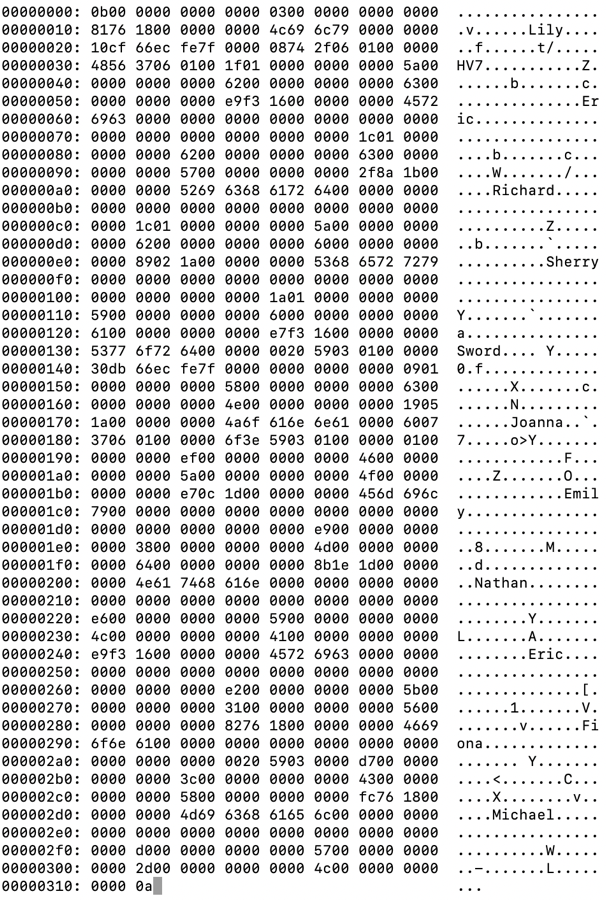 00000000: 0b00 0000 0000 0000 0300 0000 0000 0000  ................
00000010: 8176 1800 0000 0000 4c69 6c79 0000 0000  .v......Lily....
00000020: 10cf 66ec fe7f 0000 0874 2f06 0100 0000  ..f......t/.....
00000030: 4856 3706 0100 1f01 0000 0000 0000 5a00  HV7...........Z.
00000040: 0000 0000 0000 6200 0000 0000 0000 6300  ......b.......c.
00000050: 0000 0000 0000 e9f3 1600 0000 0000 4572  ..............Er
00000060: 6963 0000 0000 0000 0000 0000 0000 0000  ic..............
00000070: 0000 0000 0000 0000 0000 0000 1c01 0000  ................
00000080: 0000 0000 6200 0000 0000 0000 6300 0000  ....b.......c...
00000090: 0000 0000 5700 0000 0000 0000 2f8a 1b00  ....W......./...
000000a0: 0000 0000 5269 6368 6172 6400 0000 0000  ....Richard.....
000000b0: 0000 0000 0000 0000 0000 0000 0000 0000  ................
000000c0: 0000 1c01 0000 0000 0000 5a00 0000 0000  ..........Z.....
000000d0: 0000 6200 0000 0000 0000 6000 0000 0000  ..b.......`.....
000000e0: 0000 8902 1a00 0000 0000 5368 6572 7279  ..........Sherry
000000f0: 0000 0000 0000 0000 0000 0000 0000 0000  ................
00000100: 0000 0000 0000 0000 1a01 0000 0000 0000  ................
00000110: 5900 0000 0000 0000 6000 0000 0000 0000  Y.......`.......
00000120: 6100 0000 0000 0000 e7f3 1600 0000 0000  a...............
00000130: 5377 6f72 6400 0000 0020 5903 0100 0000  Sword.... Y.....
00000140: 30db 66ec fe7f 0000 0000 0000 0000 0901  0.f.............
00000150: 0000 0000 0000 5800 0000 0000 0000 6300  ......X.......c.
00000160: 0000 0000 0000 4e00 0000 0000 0000 1905  ......N.........
00000170: 1a00 0000 0000 4a6f 616e 6e61 0000 6007  ......Joanna..`.
00000180: 3706 0100 0000 6f3e 5903 0100 0000 0100  7.....o>Y.......
00000190: 0000 0000 ef00 0000 0000 0000 4600 0000  ............F...
000001a0: 0000 0000 5a00 0000 0000 0000 4f00 0000  ....Z.......O...
000001b0: 0000 0000 e70c 1d00 0000 0000 456d 696c  ............Emil
000001c0: 7900 0000 0000 0000 0000 0000 0000 0000  y...............
000001d0: 0000 0000 0000 0000 0000 e900 0000 0000  ................
000001e0: 0000 3800 0000 0000 0000 4d00 0000 0000  ..8.......M.....
000001f0: 0000 6400 0000 0000 0000 8b1e 1d00 0000  ..d.............
00000200: 0000 4e61 7468 616e 0000 0000 0000 0000  ..Nathan........
00000210: 0000 0000 0000 0000 0000 0000 0000 0000  ................
00000220: e600 0000 0000 0000 5900 0000 0000 0000  ........Y.......
00000230: 4c00 0000 0000 0000 4100 0000 0000 0000  L.......A.......
00000240: e9f3 1600 0000 0000 4572 6963 0000 0000  ........Eric....
00000250: 0000 0000 0000 0000 0000 0000 0000 0000  ................
00000260: 0000 0000 0000 e200 0000 0000 0000 5b00  ..............[.
00000270: 0000 0000 0000 3100 0000 0000 0000 5600  ......1.......V.
00000280: 0000 0000 0000 8276 1800 0000 0000 4669  .......v......Fi
00000290: 6f6e 6100 0000 0000 0000 0000 0000 0000  ona.............
000002a0: 0000 0000 0000 0020 5903 0000 d700 0000  ....... Y.......
000002b0: 0000 0000 3c00 0000 0000 0000 4300 0000  ....<.......C...
000002c0: 0000 0000 5800 0000 0000 0000 fc76 1800  ....X........v..
000002d0: 0000 0000 4d69 6368 6165 6c00 0000 0000  ....Michael.....
000002e0: 0000 0000 0000 0000 0000 0000 0000 0000  ................
000002f0: 0000 d000 0000 0000 0000 5700 0000 0000  ..........W.....
00000300: 0000 2d00 0000 0000 0000 4c00 0000 0000  ..-.......L.....
00000310: 0000 0a  ...